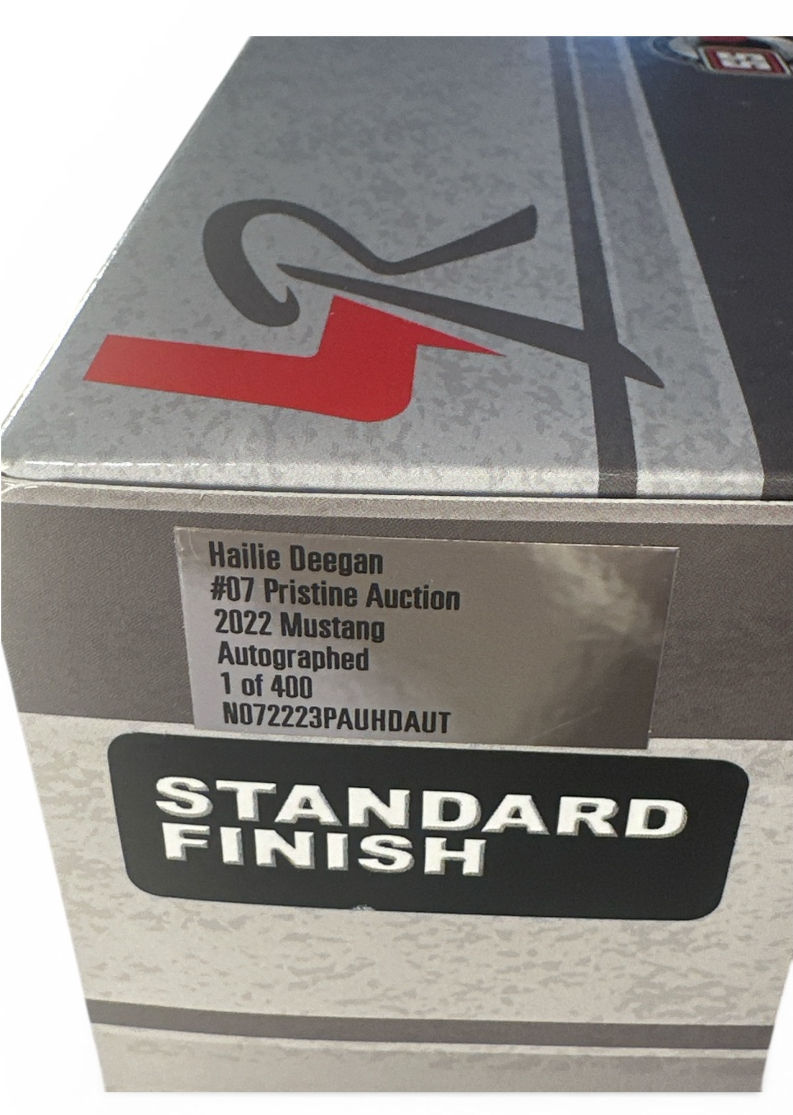 Hailie Deegan
#07 Pristine Auction
2022 Mustang
Autographed
1 of 400
N072223PAUHDAUT
STANDARD
FINISH